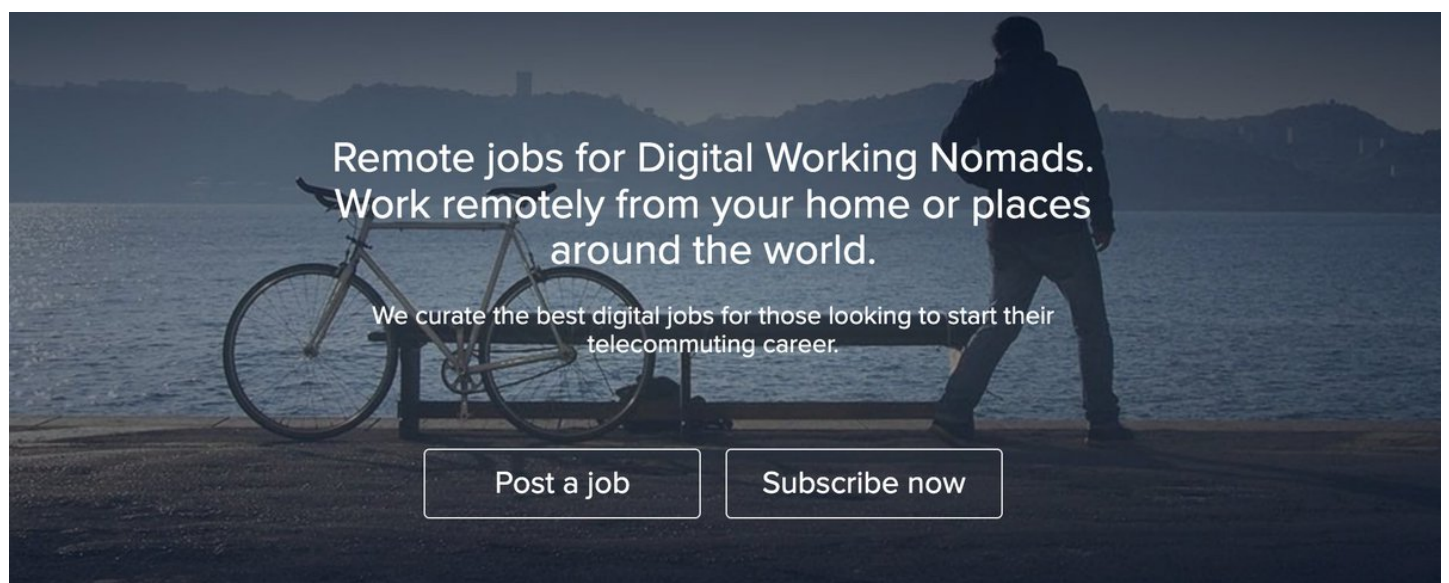 Remote jobs for Digital Working Nomads.
Work remotely from your home or places
around the world.
We curate the best digital jobs for those looking to start their
telecommuting career.
Post a job
Subscribe now